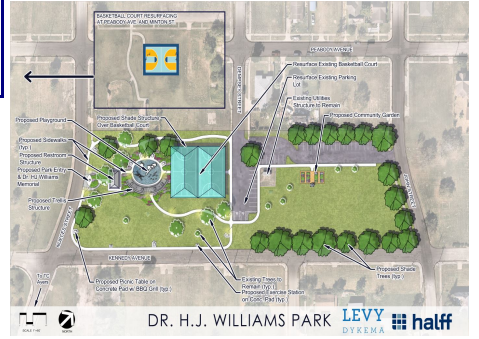 BASKETBALL COURT RESURFACING
AT PEABODY AVE. AND MINTON ST.
PEABODY AVENUE
Resurface Existing Basketball Court
Resurface Existing Parking
Lot
Existing Utilities
Structure to Remain
Proposed Community Garden
Proposed Shade Structure
Over Basketball Court
Proposed Playground
Proposed Sidewalks
(typ.)
Proposed Restroom
Structure
Proposed Park Entry
& Dr. HJ Williams
Memorial
Proposed Trellis
Structure
STREET
STREET
KENNEDY AVENUE
Proposed Picnic Table on
Concrete Pad w/ BBQ Grill (typ.)
Existing Trees to
Remain (typ.)
Proposed Exercise Station
on Conc. Pad (typ.)
Proposed Shade
Trees (typ.)
NORTH
DR. H.J. WILLIAMS PARK
LEVY
DYKEMA
halff